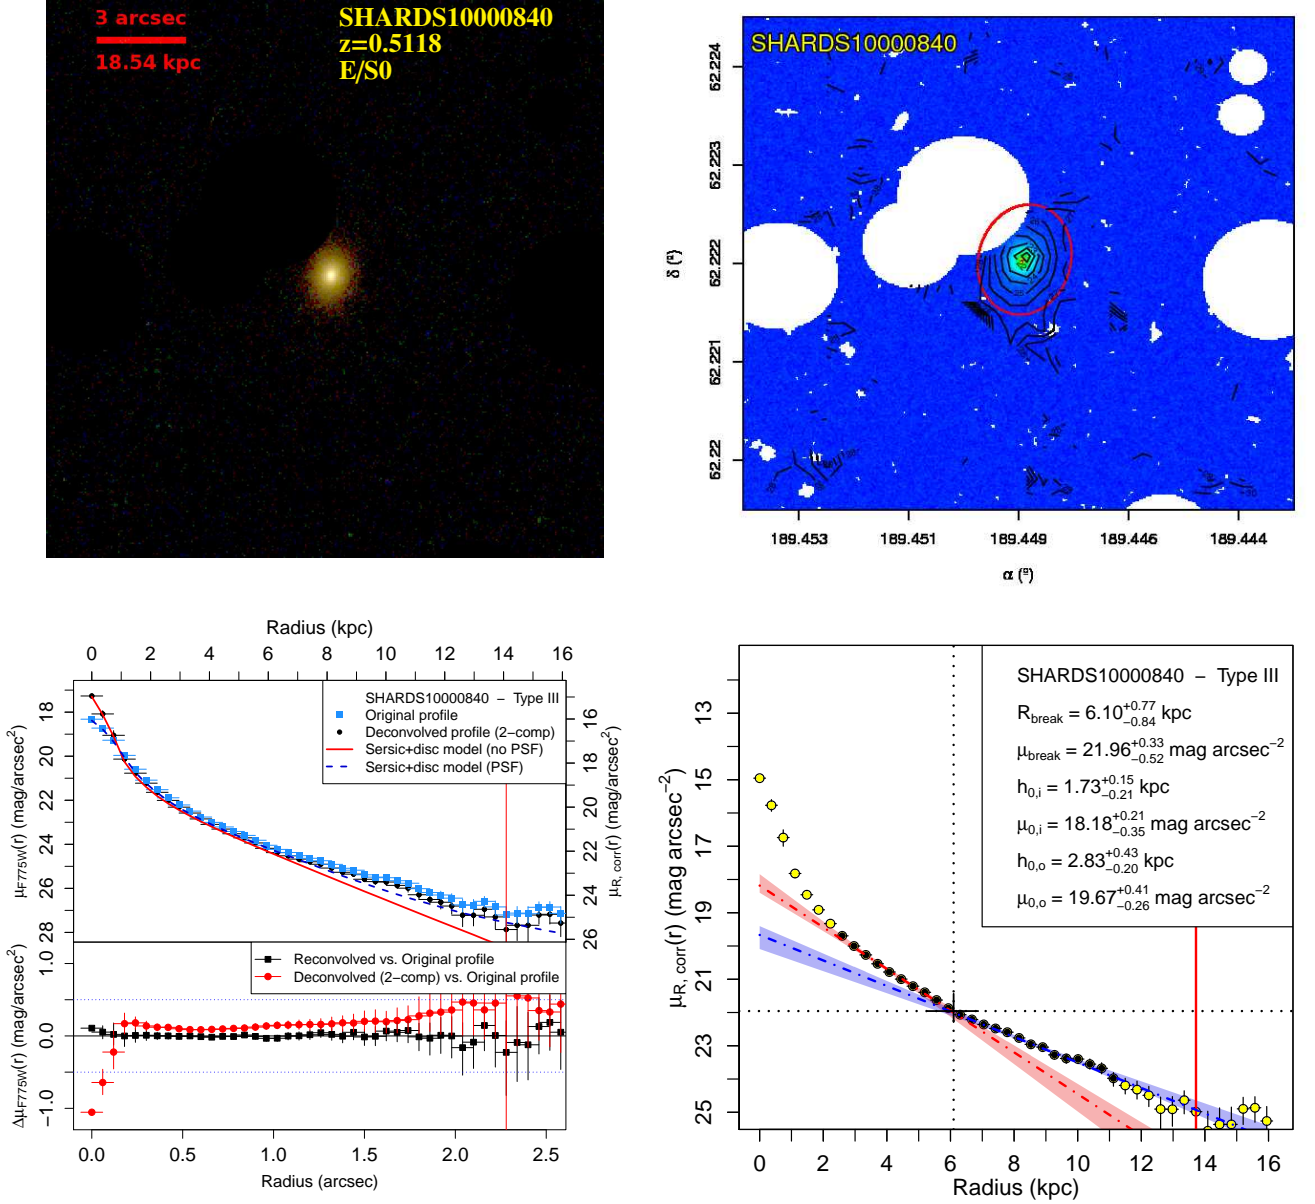 3 arcsec
18.54 kpc
SHARDS10000840
z=0.5118
E/S0
SHARDS10000840
62.224
62.223
62.222
62.221
62.22
δ (º)
189.453 189.451 189.449 189.446 189.444
α (º)
Radius (kpc)
0 2 4 6 8 10 12 14 16
SHARDS10000840 – Type III
Original profile
Deconvolved profile (2-comp)
Sersic+disc model (no PSF)
Sersic+disc model (PSF)
μF775W(r) (mag/arcsec²)
18
20
22
24
26
28
μR, corr(r) (mag/arcsec²)
16
18
20
22
24
26
Reconvolved vs. Original profile
Deconvolved (2-comp) vs. Original profile
ΔμF775W(r) (mag/arcsec²)
1.0
0.0
−1.0
0.0 0.5 1.0 1.5 2.0 2.5
Radius (arcsec)
SHARDS10000840 – Type III
Rbreak = 6.10 +0.77 −0.84 kpc
μbreak = 21.96 +0.33 −0.52 mag arcsec−2
h0,i = 1.73 +0.15 −0.21 kpc
μ0,i = 18.18 +0.21 −0.35 mag arcsec−2
h0,o = 2.83 +0.43 −0.20 kpc
μ0,o = 19.67 +0.41 −0.26 mag arcsec−2
μR, corr(r) (mag arcsec−2)
13
15
17
19
21
23
25
0 2 4 6 8 10 12 14 16
Radius (kpc)